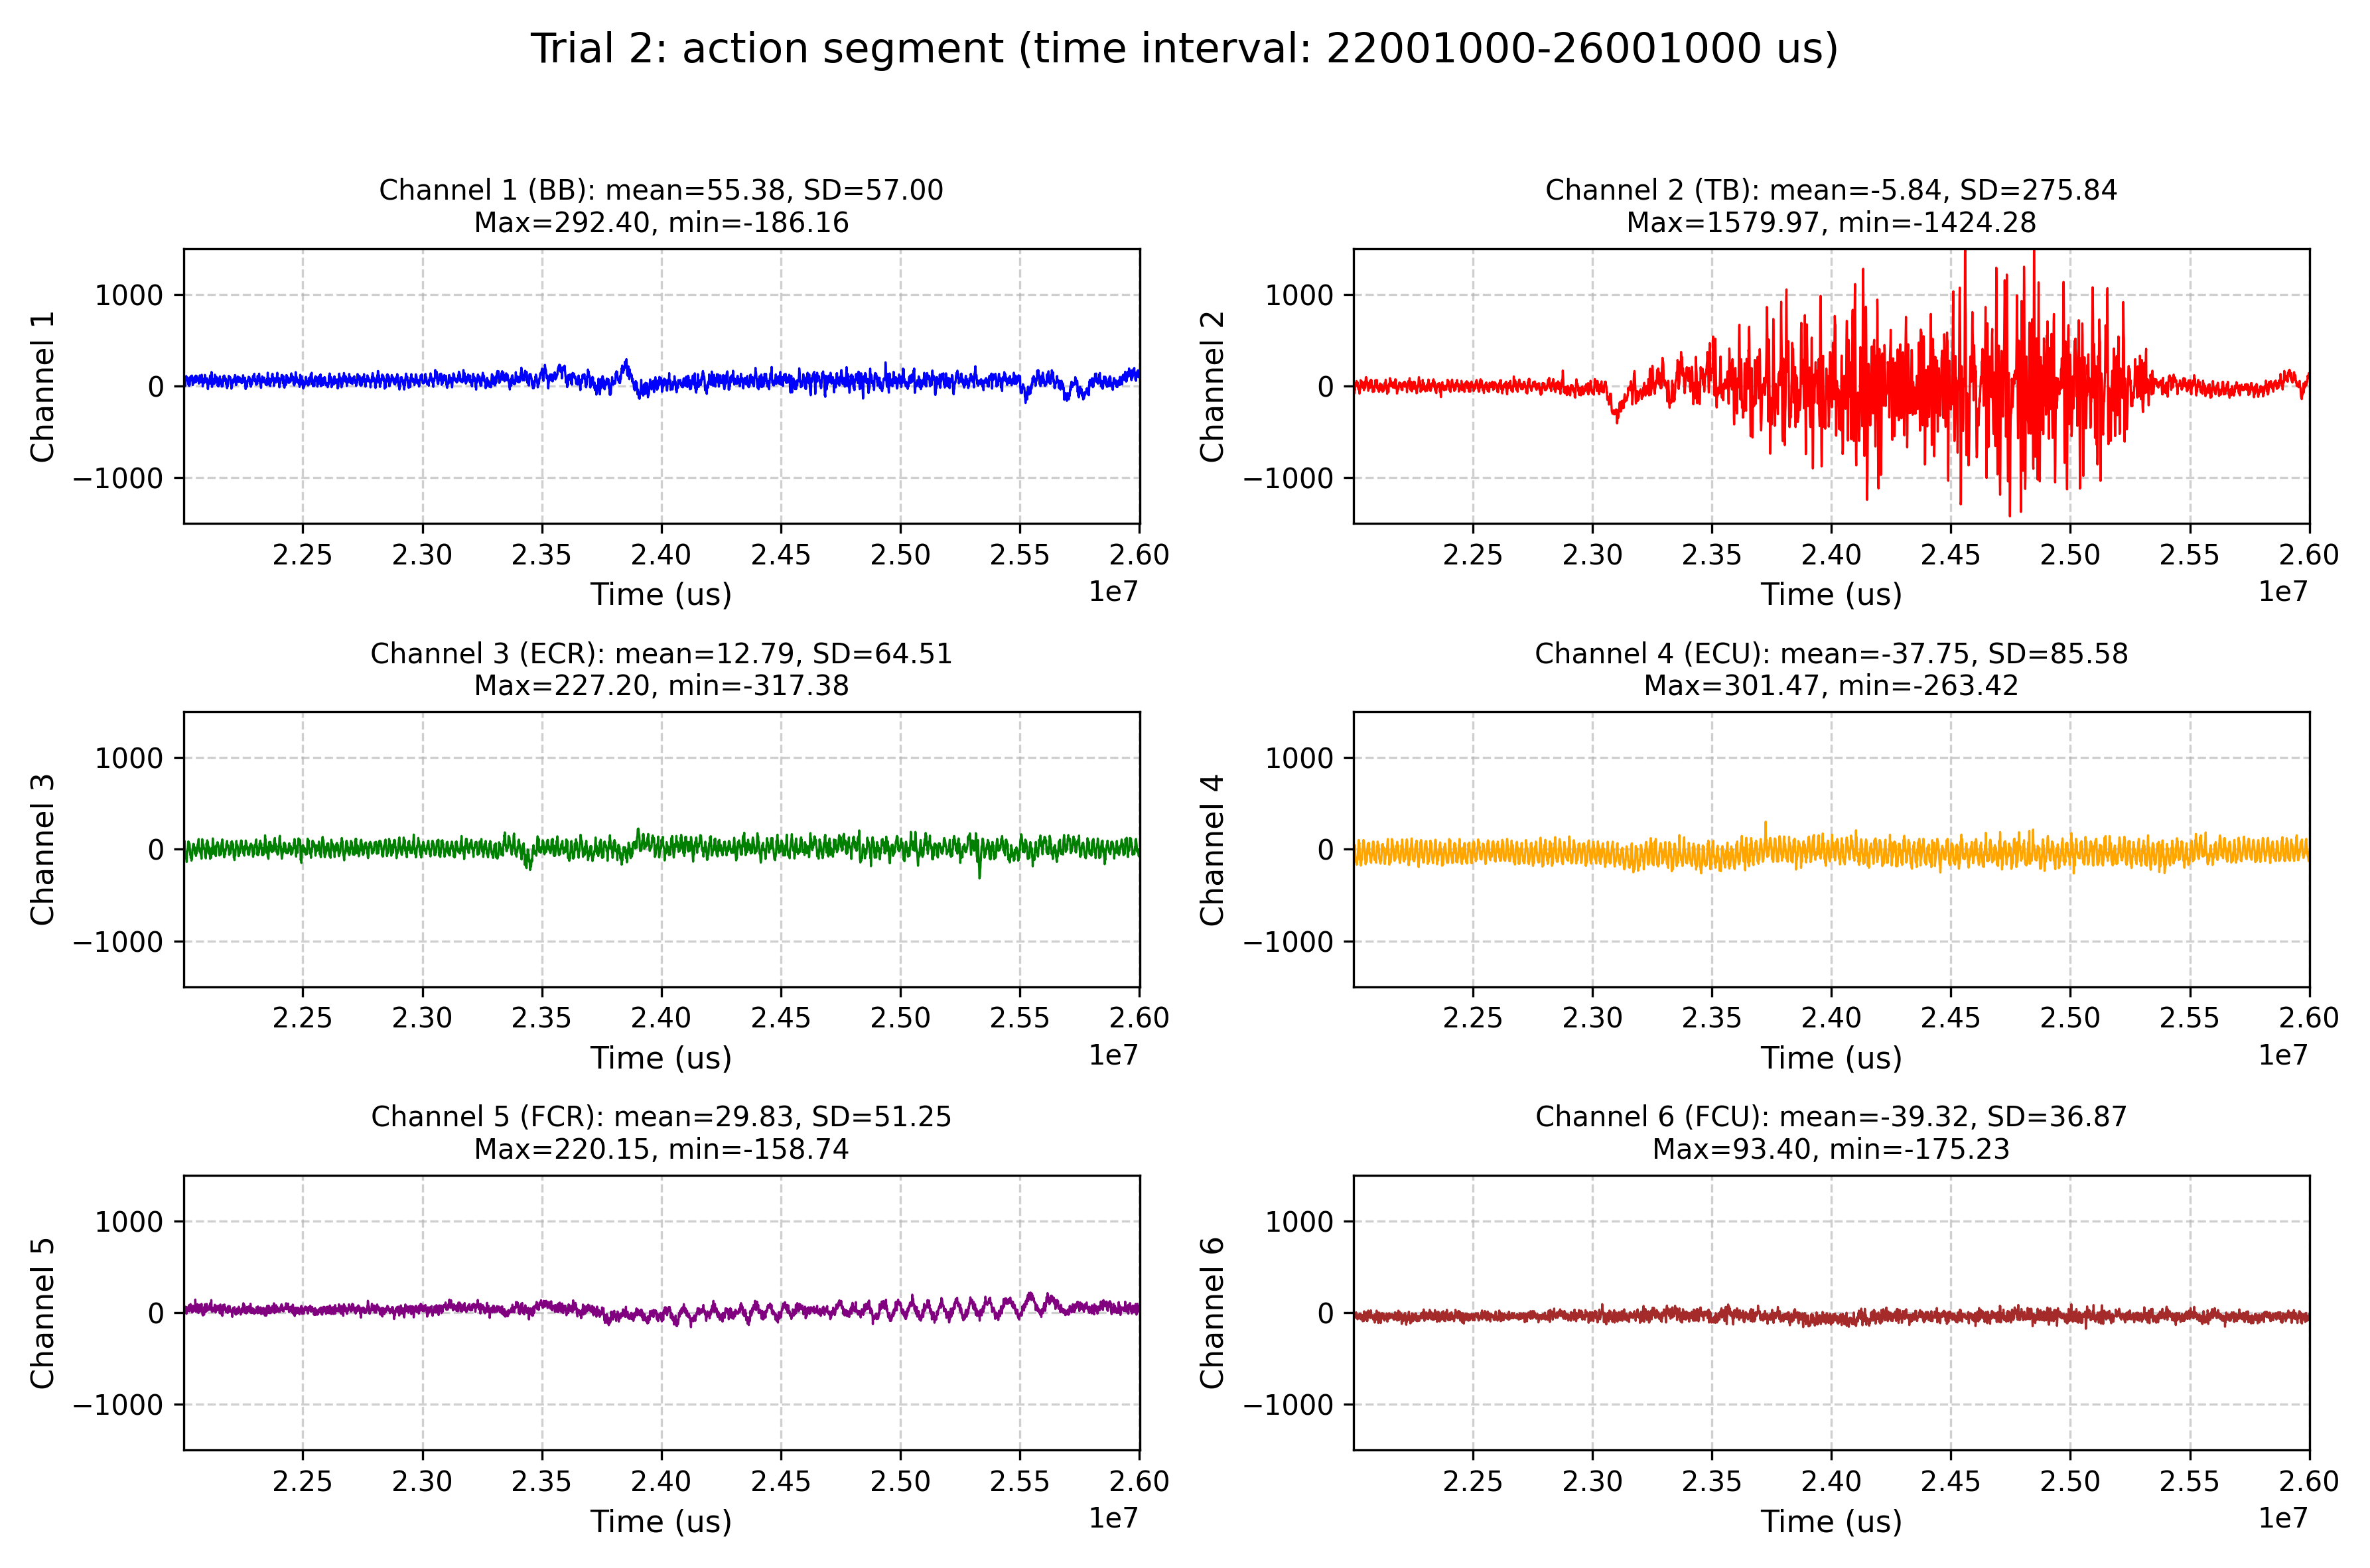 Trial 2: action segment (time interval: 22001000-26001000 us)
Channel 1 (BB): mean=55.38, SD=57.00
Max=292.40, min=-186.16
Channel 1
1000
0
−1000
2.25 2.30 2.35 2.40 2.45 2.50 2.55 2.60
Time (us)
1e7
Channel 2 (TB): mean=-5.84, SD=275.84
Max=1579.97, min=-1424.28
Channel 2
1000
0
−1000
2.25 2.30 2.35 2.40 2.45 2.50 2.55 2.60
Time (us)
1e7
Channel 3 (ECR): mean=12.79, SD=64.51
Max=227.20, min=-317.38
Channel 3
1000
0
−1000
2.25 2.30 2.35 2.40 2.45 2.50 2.55 2.60
Time (us)
1e7
Channel 4 (ECU): mean=-37.75, SD=85.58
Max=301.47, min=-263.42
Channel 4
1000
0
−1000
2.25 2.30 2.35 2.40 2.45 2.50 2.55 2.60
Time (us)
1e7
Channel 5 (FCR): mean=29.83, SD=51.25
Max=220.15, min=-158.74
Channel 5
1000
0
−1000
2.25 2.30 2.35 2.40 2.45 2.50 2.55 2.60
Time (us)
1e7
Channel 6 (FCU): mean=-39.32, SD=36.87
Max=93.40, min=-175.23
Channel 6
1000
0
−1000
2.25 2.30 2.35 2.40 2.45 2.50 2.55 2.60
Time (us)
1e7